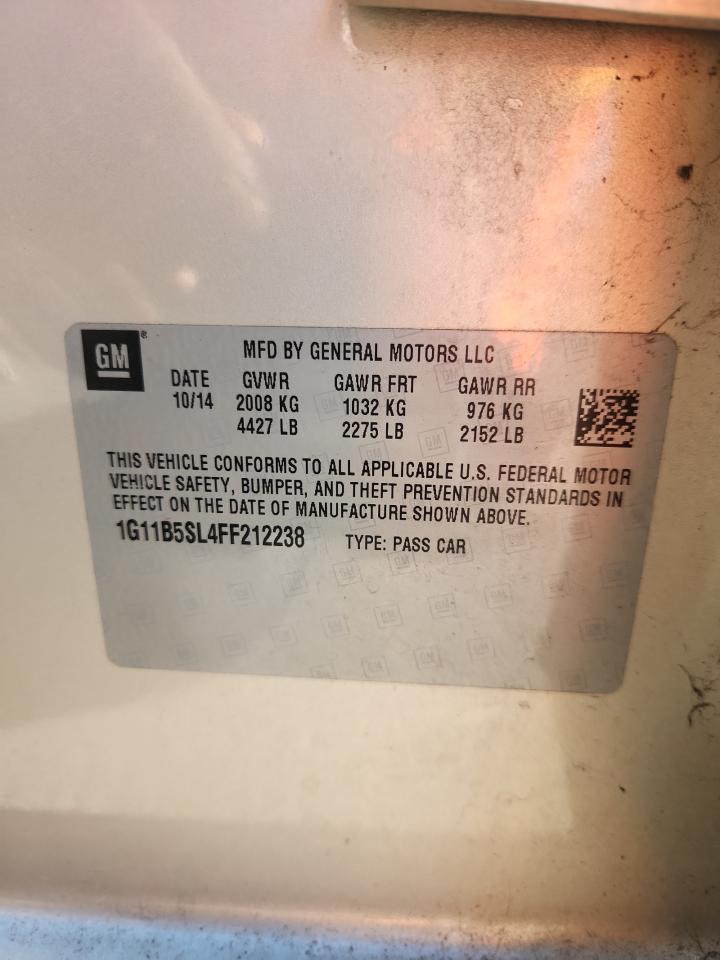 GM®
MFD BY GENERAL MOTORS LLC
DATE GVWR GAWR FRT GAWR RR
10/14 2008 KG 1032 KG 976 KG
4427 LB 2275 LB 2152 LB
THIS VEHICLE CONFORMS TO ALL APPLICABLE U.S. FEDERAL MOTOR
VEHICLE SAFETY, BUMPER, AND THEFT PREVENTION STANDARDS IN
EFFECT ON THE DATE OF MANUFACTURE SHOWN ABOVE.
1G11B5SL4FF212238 TYPE: PASS CAR